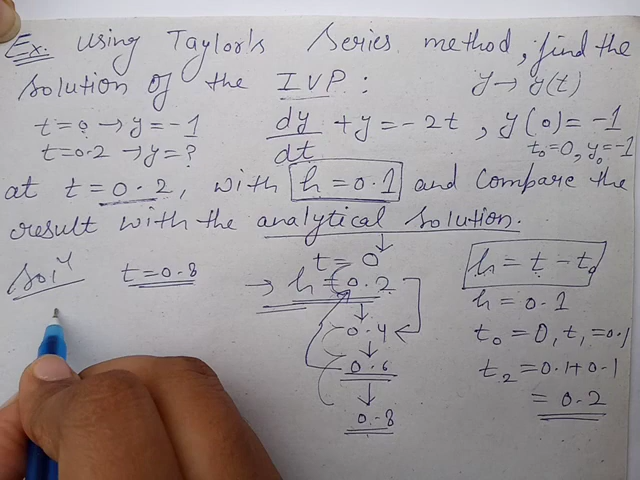 Ex. Using Taylor's Series method, find the
solution of the IVP: y → y(t)
t=0 → y=-1 dy/dt + y = -2t, y(0) = -1
t=0.2 → y=? t₀=0, y₀=-1
at t = 0.2, with h = 0.1 and compare the
result with the analytical solution.
Solⁿ t=0.8 t=0 h = t - t₀
→ h = 0.2 h = 0.1
0.4 t₀ = 0, t₁ = 0.1
0.6 t₂ = 0.1+0.1
0.8 = 0.2